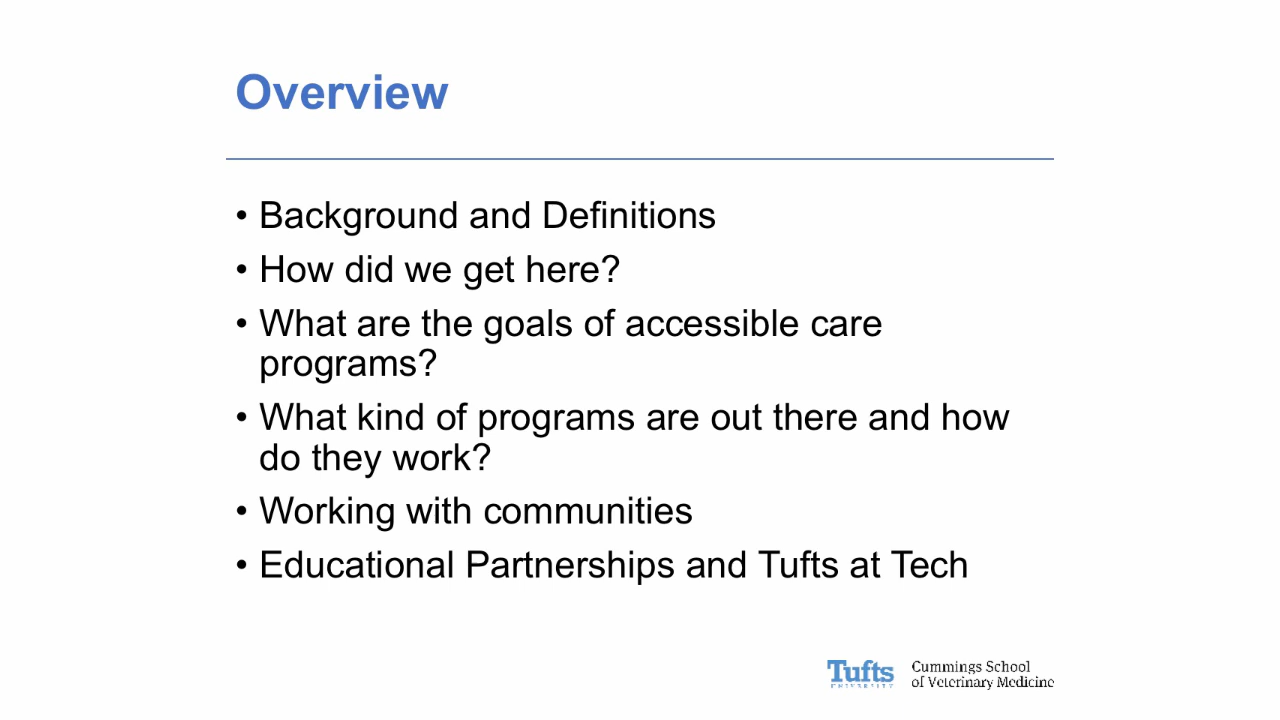 Overview
• Background and Definitions
• How did we get here?
• What are the goals of accessible care
programs?
• What kind of programs are out there and how
do they work?
• Working with communities
• Educational Partnerships and Tufts at Tech
Tufts
UNIVERSITY
Cummings School
of Veterinary Medicine